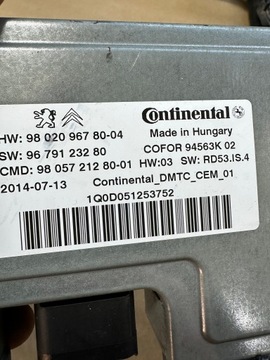 Continental
HW: 98 020 967 80-04
Made in Hungary
SW: 96 791 232 80
COFOR 94563K 02
CMD: 98 057 212 80-01 HW:03 SW: RD53.IS.4
2014-07-13 Continental_DMTC_CEM_01
1Q0D051253752